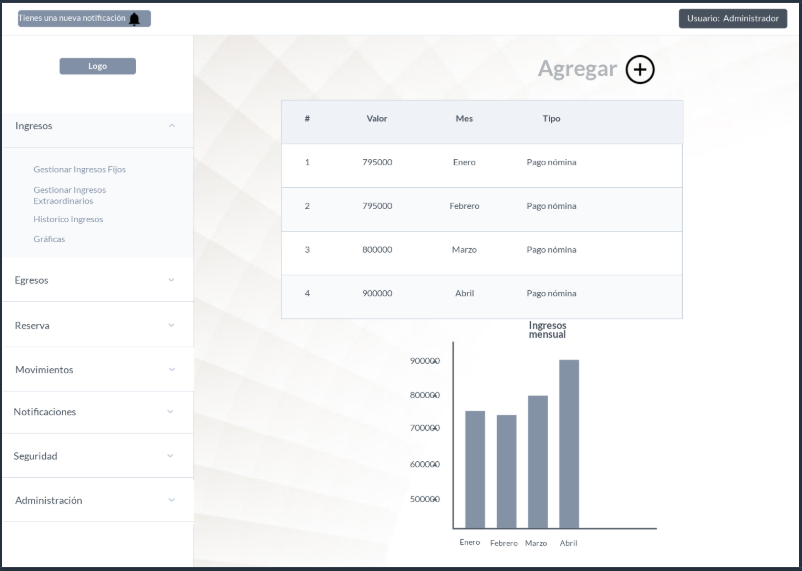 Tienes una nueva notificación
Usuario: Administrador
Logo
Ingresos
Gestionar Ingresos Fijos
Gestionar Ingresos
Extraordinarios
Historico Ingresos
Gráficas
Egresos
Reserva
Movimientos
Notificaciones
Seguridad
Administración
Agregar
# Valor Mes Tipo
1 795000 Enero Pago nómina
2 795000 Febrero Pago nómina
3 800000 Marzo Pago nómina
4 900000 Abril Pago nómina
Ingresos
mensual
900000
800000
700000
600000
500000
Enero Febrero Marzo Abril